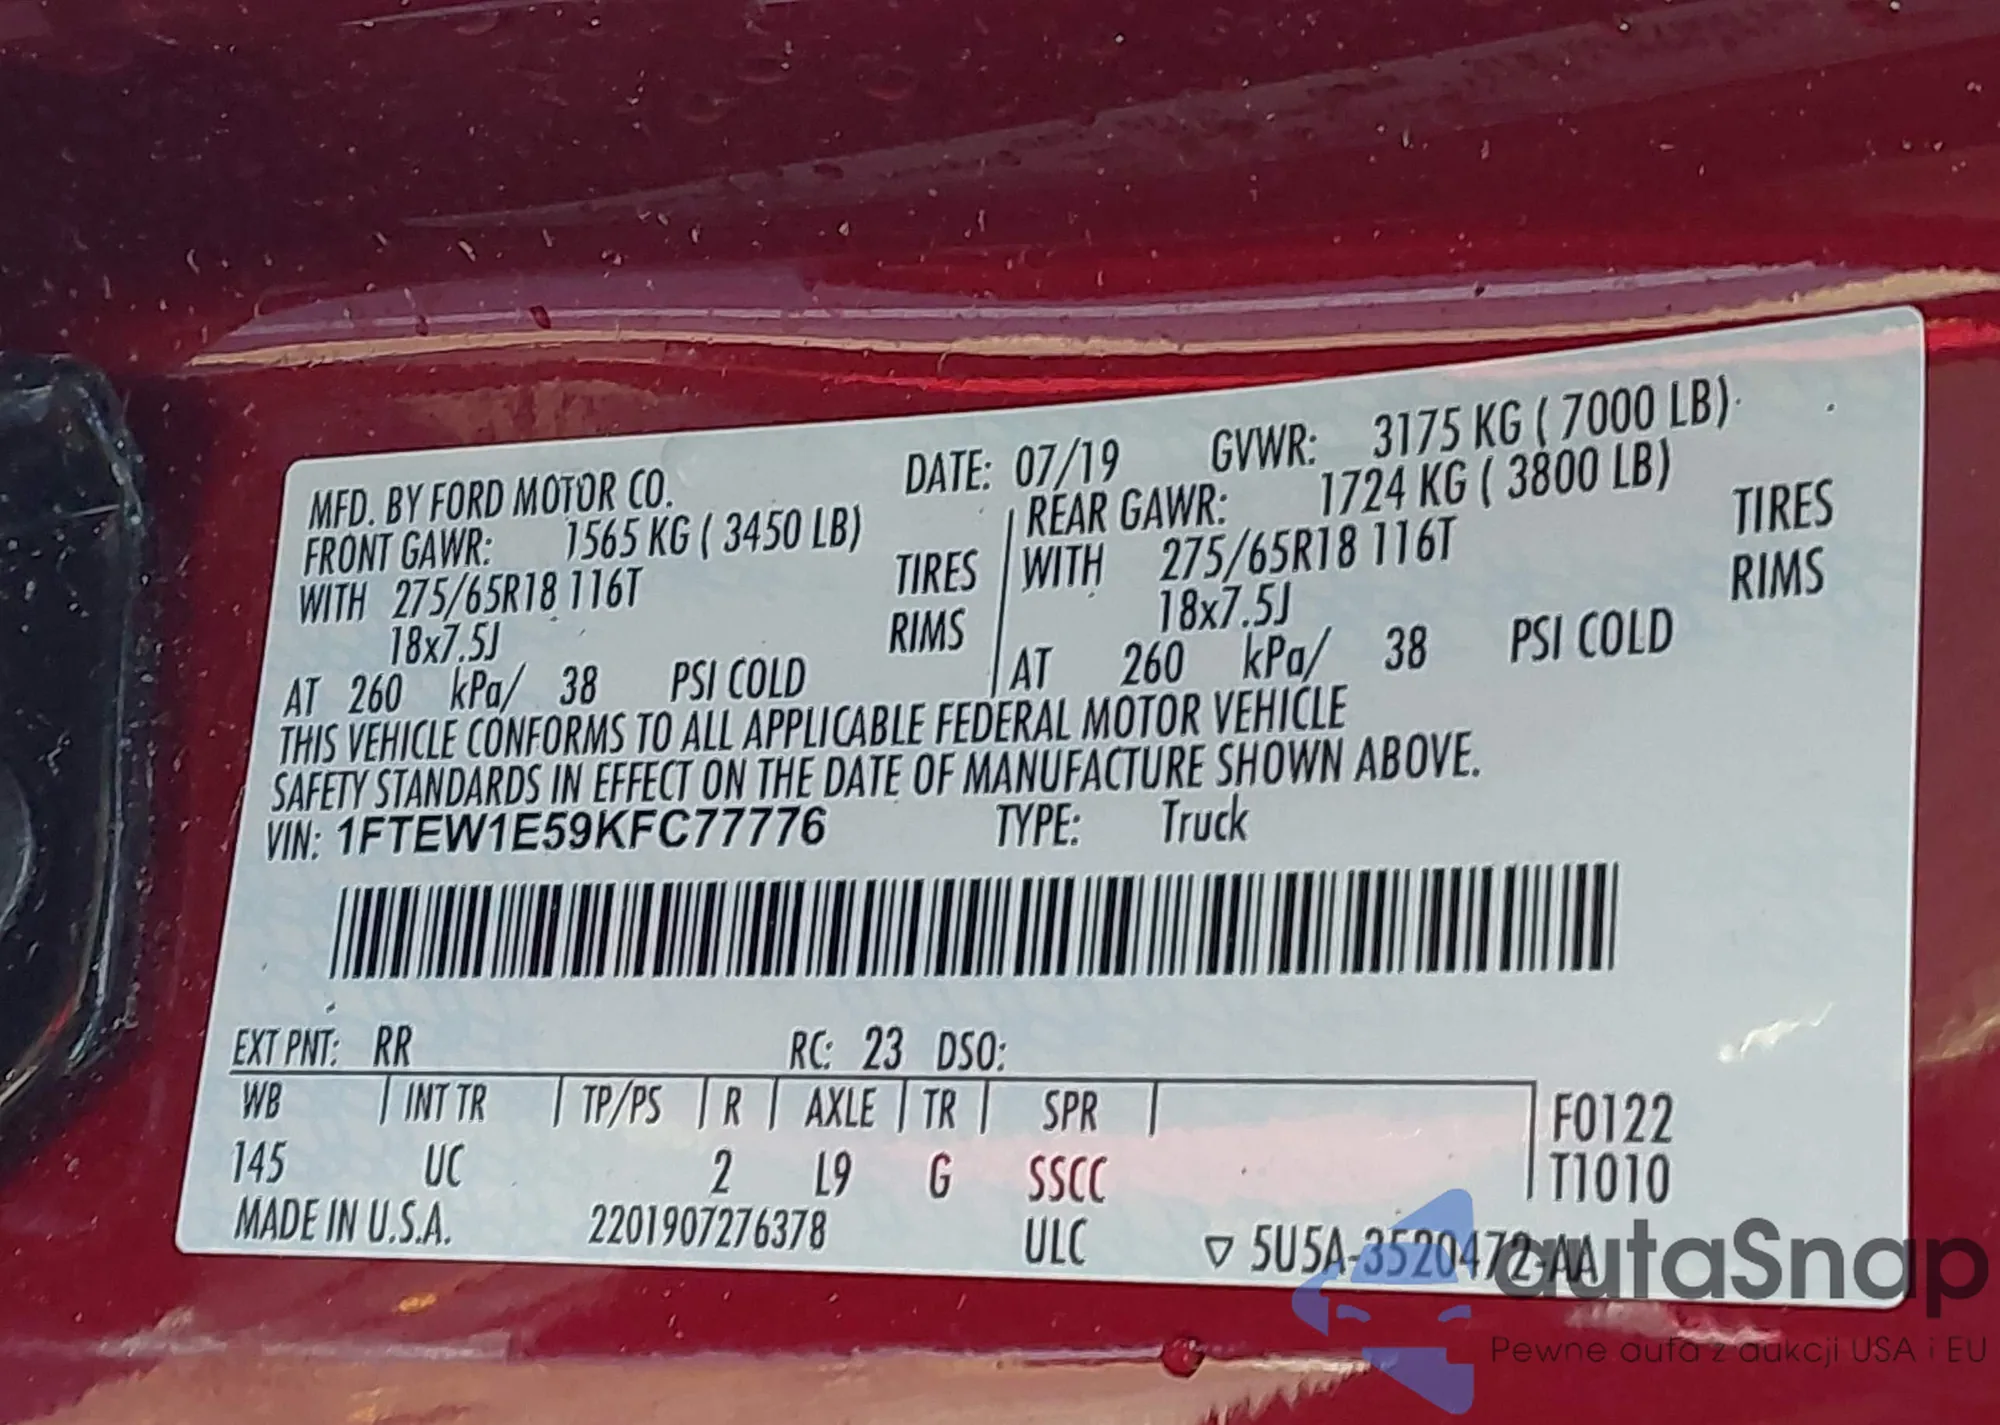 MFD. BY FORD MOTOR CO. DATE: 07/19 GVWR: 3175 KG ( 7000 LB)
FRONT GAWR: 1565 KG ( 3450 LB) REAR GAWR: 1724 KG ( 3800 LB)
WITH 275/65R18 116T TIRES WITH 275/65R18 116T TIRES
18x7.5J RIMS 18x7.5J RIMS
AT 260 kPa/ 38 PSI COLD AT 260 kPa/ 38 PSI COLD
THIS VEHICLE CONFORMS TO ALL APPLICABLE FEDERAL MOTOR VEHICLE
SAFETY STANDARDS IN EFFECT ON THE DATE OF MANUFACTURE SHOWN ABOVE.
VIN: 1FTEW1E59KFC77776 TYPE: Truck
EXT PNT: RR RC: 23 DSO:
WB INT TR TP/PS R AXLE TR SPR F0122
145 UC 2 L9 G SSCC T1010
MADE IN U.S.A. 2201907276378 ULC ▽ 5U5A-3520472-AA
autaSnap
Pewne auta z aukcji USA i EU